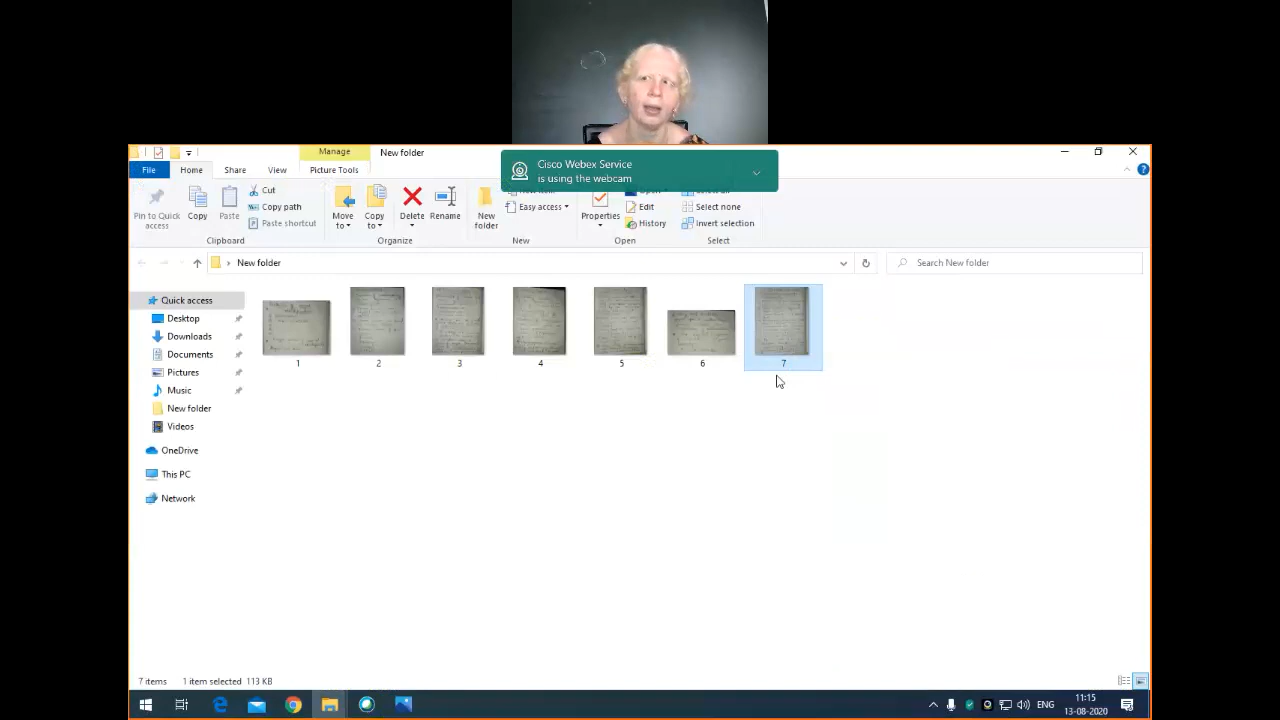 Manage
New folder
Cisco Webex Service
is using the webcam
File
Home
Share
View
Picture Tools
Pin to Quick
access
Copy
Paste
Cut
Copy path
Paste shortcut
Clipboard
Move
to
Copy
to
Delete
Rename
Organize
New
folder
Easy access
New
Properties
Edit
History
Open
Select none
Invert selection
Select
New folder
Search New folder
Quick access
Desktop
Downloads
Documents
Pictures
Music
New folder
Videos
OneDrive
This PC
Network
1
2
3
4
5
6
7
7 items
1 item selected 113 KB
ENG
11:15
13-08-2020